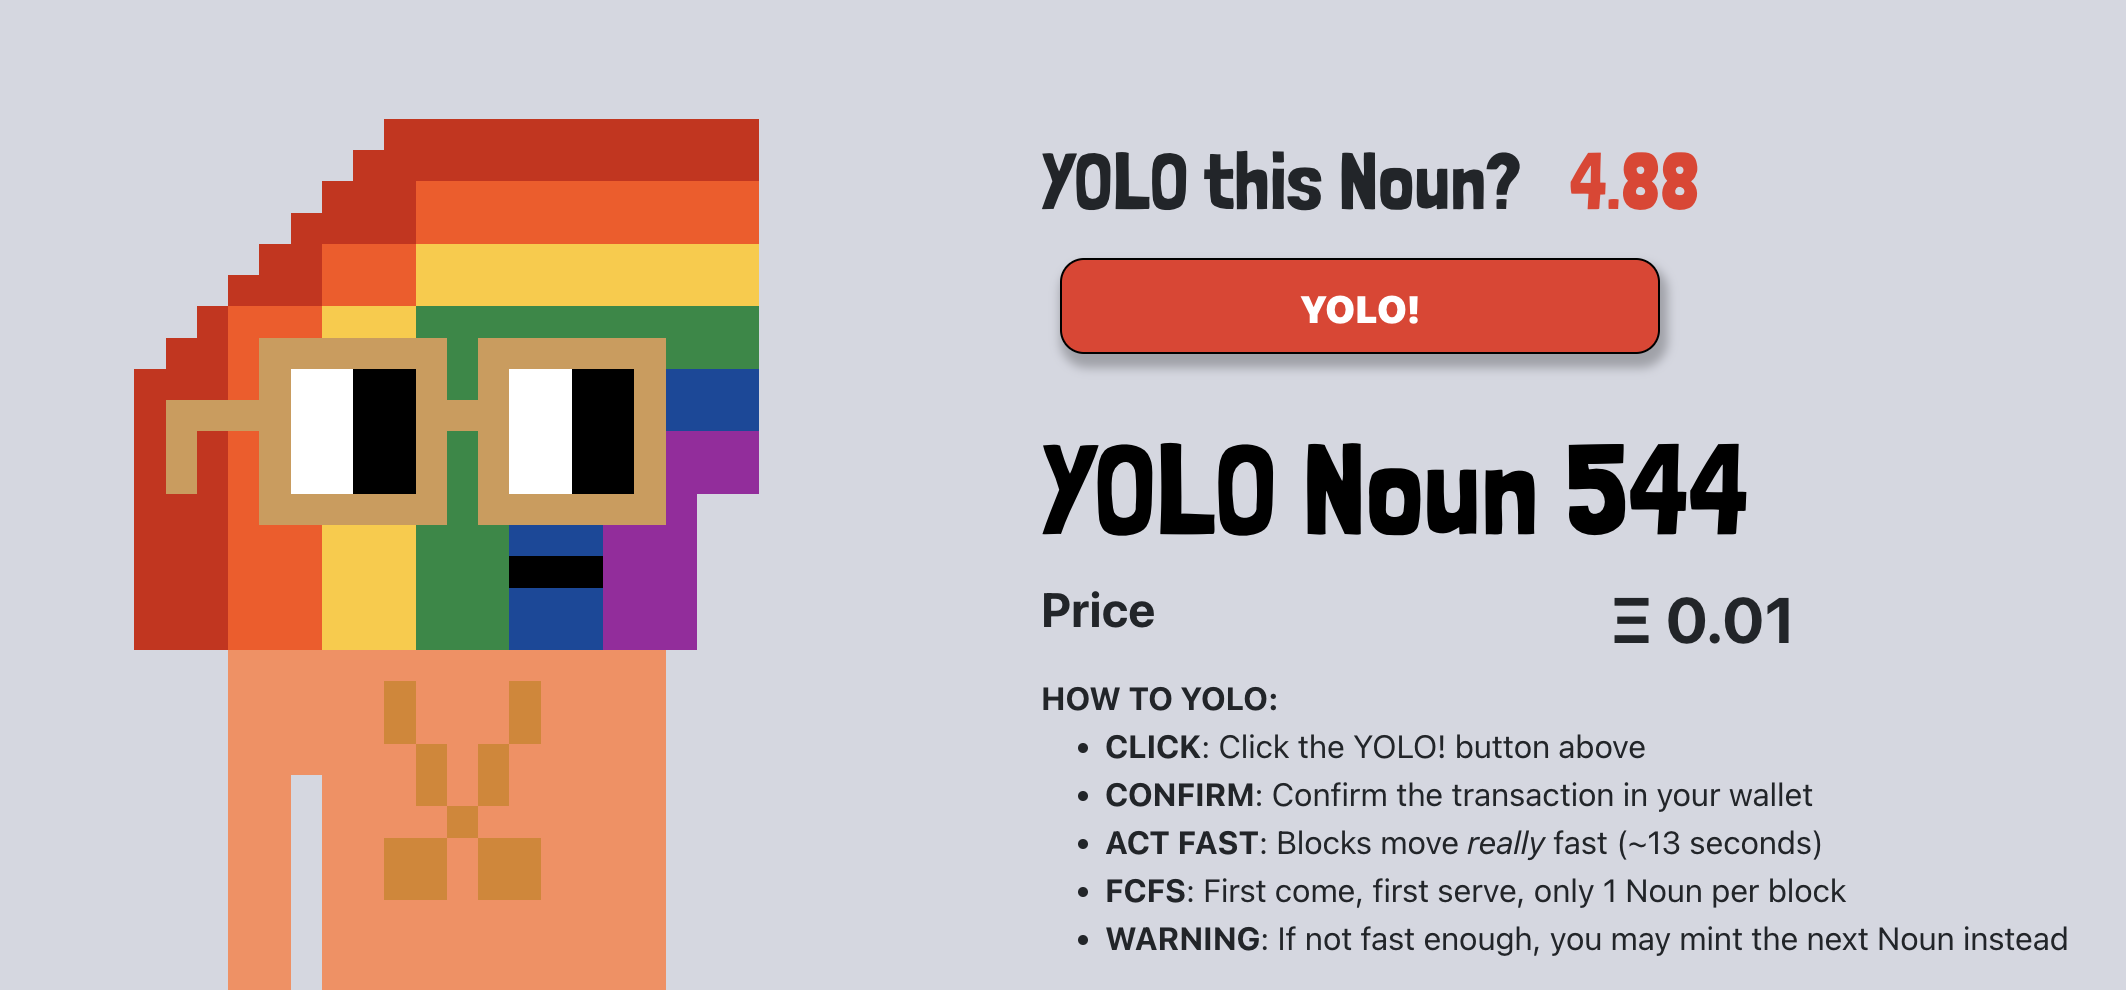 YOLO this Noun? 4.88
YOLO!
YOLO Noun 544
Price Ξ 0.01
HOW TO YOLO:
• CLICK: Click the YOLO! button above
• CONFIRM: Confirm the transaction in your wallet
• ACT FAST: Blocks move really fast (~13 seconds)
• FCFS: First come, first serve, only 1 Noun per block
• WARNING: If not fast enough, you may mint the next Noun instead